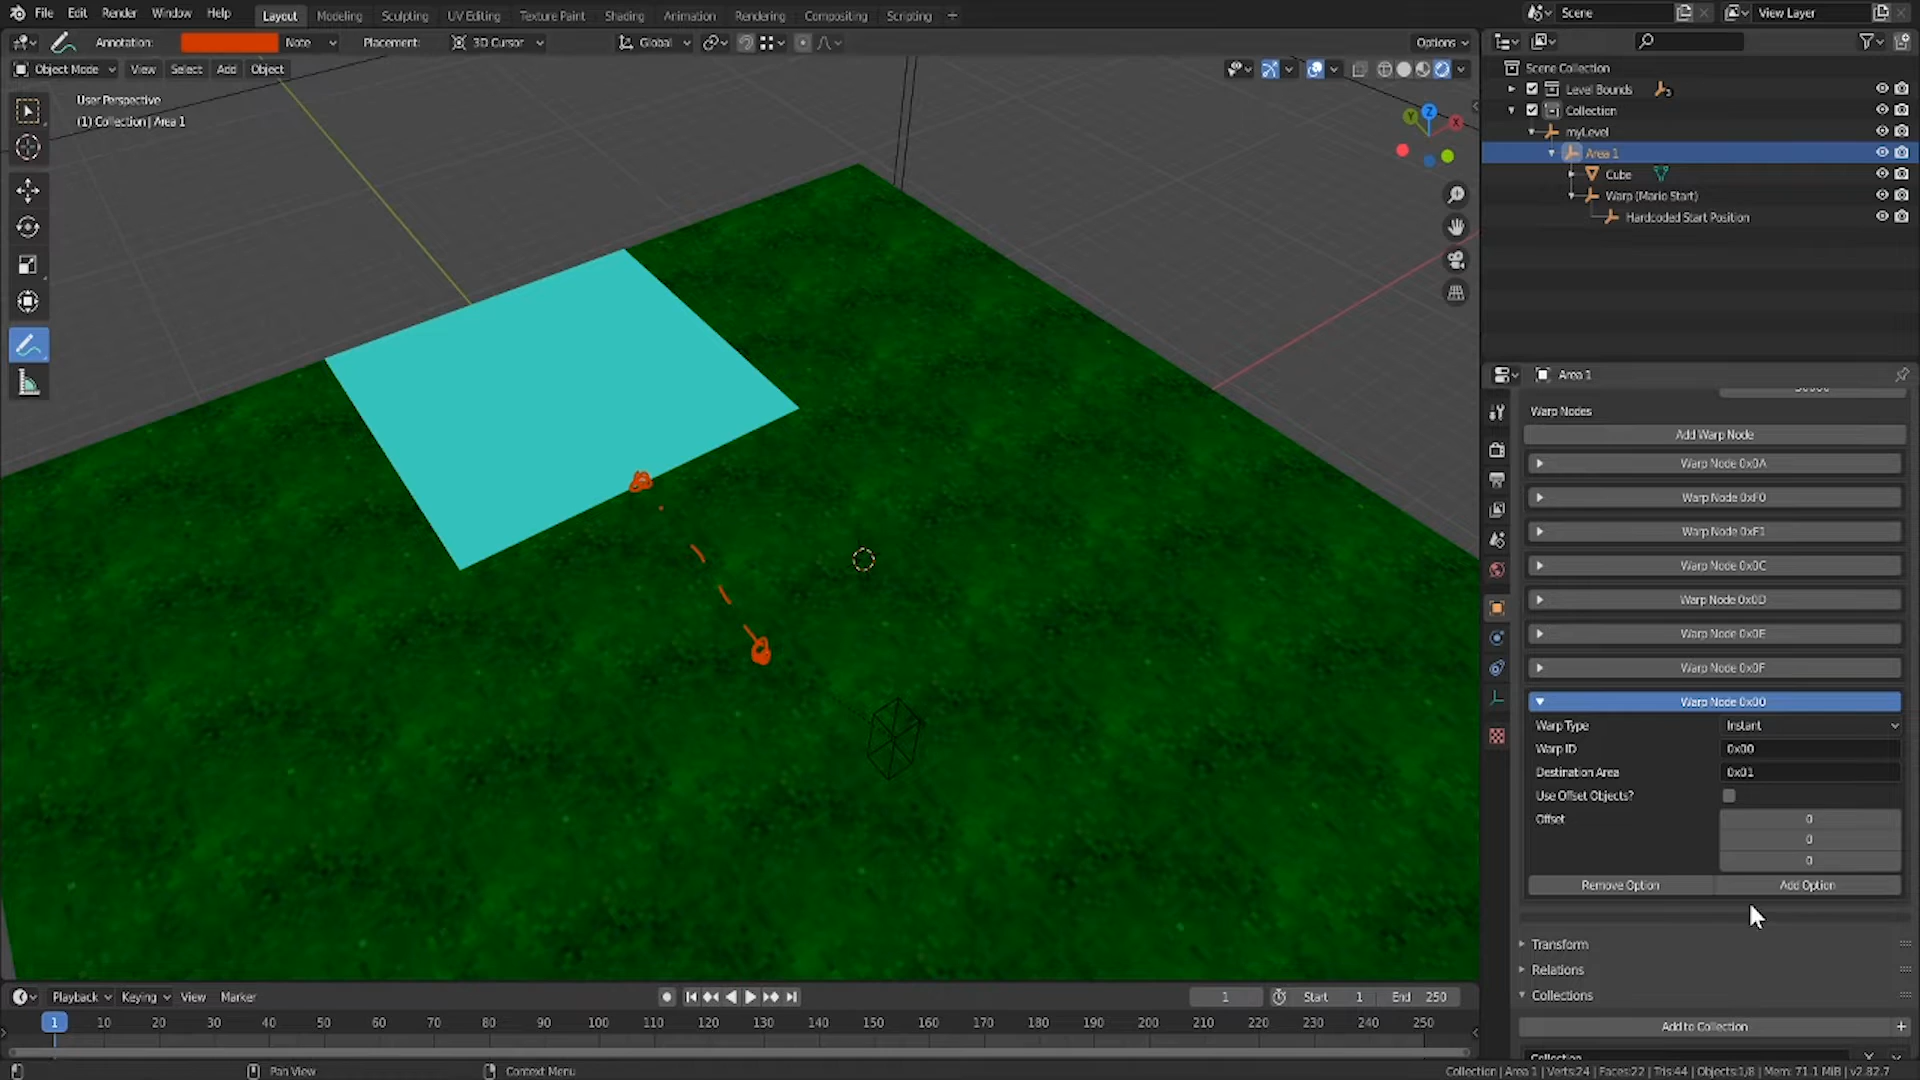 File Edit Render Window Help Layout Modeling Sculpting UV Editing Texture Paint Shading Animation Rendering Compositing Scripting + Scene View Layer
Annotation: Note Placement: 3D Cursor Global Options
Object Mode View Select Add Object
User Perspective
(1) Collection | Area 1
Z
Y
X
Scene Collection
Level Bounds 3
Collection
myLevel
Area 1
Cube
Warp (Mario Start)
Hardcoded Start Position
Area 1
Warp Nodes
Add Warp Node
Warp Node 0x0A
Warp Node 0xF0
Warp Node 0xF1
Warp Node 0x0C
Warp Node 0x0D
Warp Node 0x0E
Warp Node 0x0F
Warp Node 0x00
Warp Type Instant
Warp ID 0x00
Destination Area 0x01
Use Offset Objects?
Offset 0
0
0
Remove Option Add Option
Transform
Relations
Collections
Add to Collection +
Collection
Playback Keying View Marker 1 Start 1 End 250
1 10 20 30 40 50 60 70 80 90 100 110 120 130 140 150 160 170 180 190 200 210 220 230 240 250
Pan View Context Menu Collection | Area 1 | Verts:24 | Faces:22 | Tris:44 | Objects:1/8 | Mem: 71.1 MiB | v2.82.7